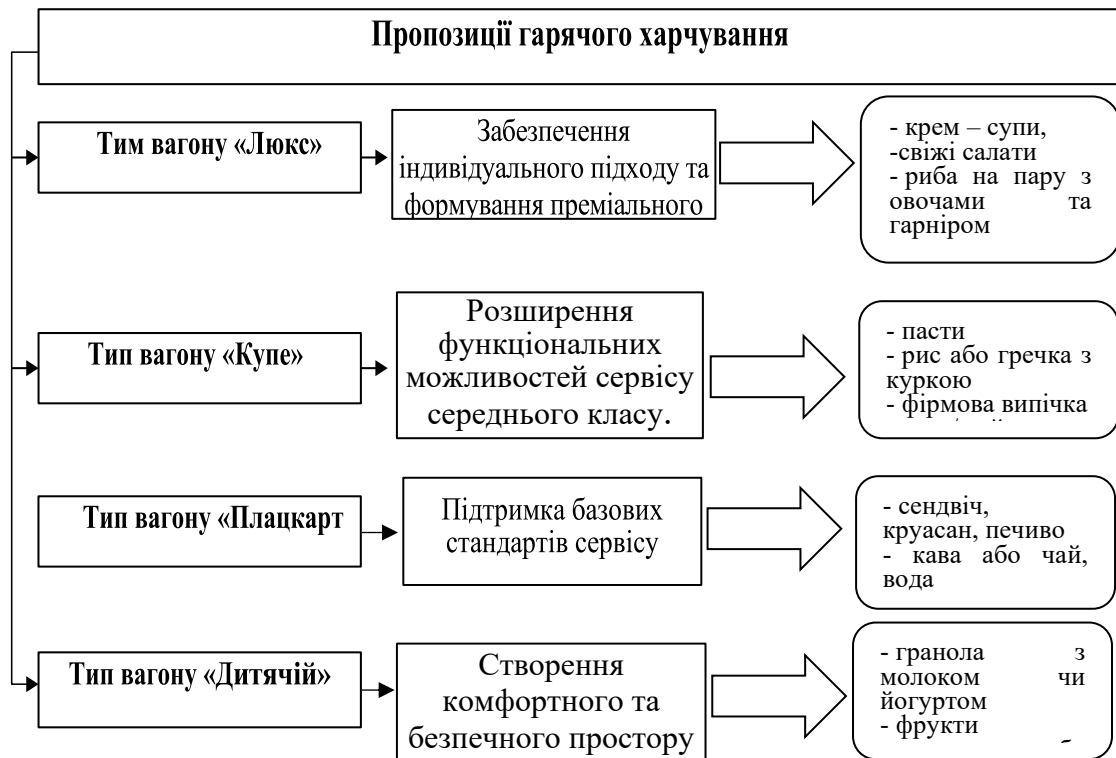 Пропозиції гарячого харчування
Тим вагону «Люкс»
Забезпечення
індивідуального підходу та
формування преміального
- крем – супи,
-свіжі салати
- риба на пару з
овочами та
гарніром
Тип вагону «Купе»
Розширення
функціональних
можливостей сервісу
середнього класу.
- пасти
- рис або гречка з
куркою
- фірмова випічка
Тип вагону «Плацкарт
Підтримка базових
стандартів сервісу
- сендвіч,
круасан, печиво
- кава або чай,
вода
Тип вагону «Дитячій»
Створення
комфортного та
безпечного простору
- гранола з
молоком чи
йогуртом
- фрукти